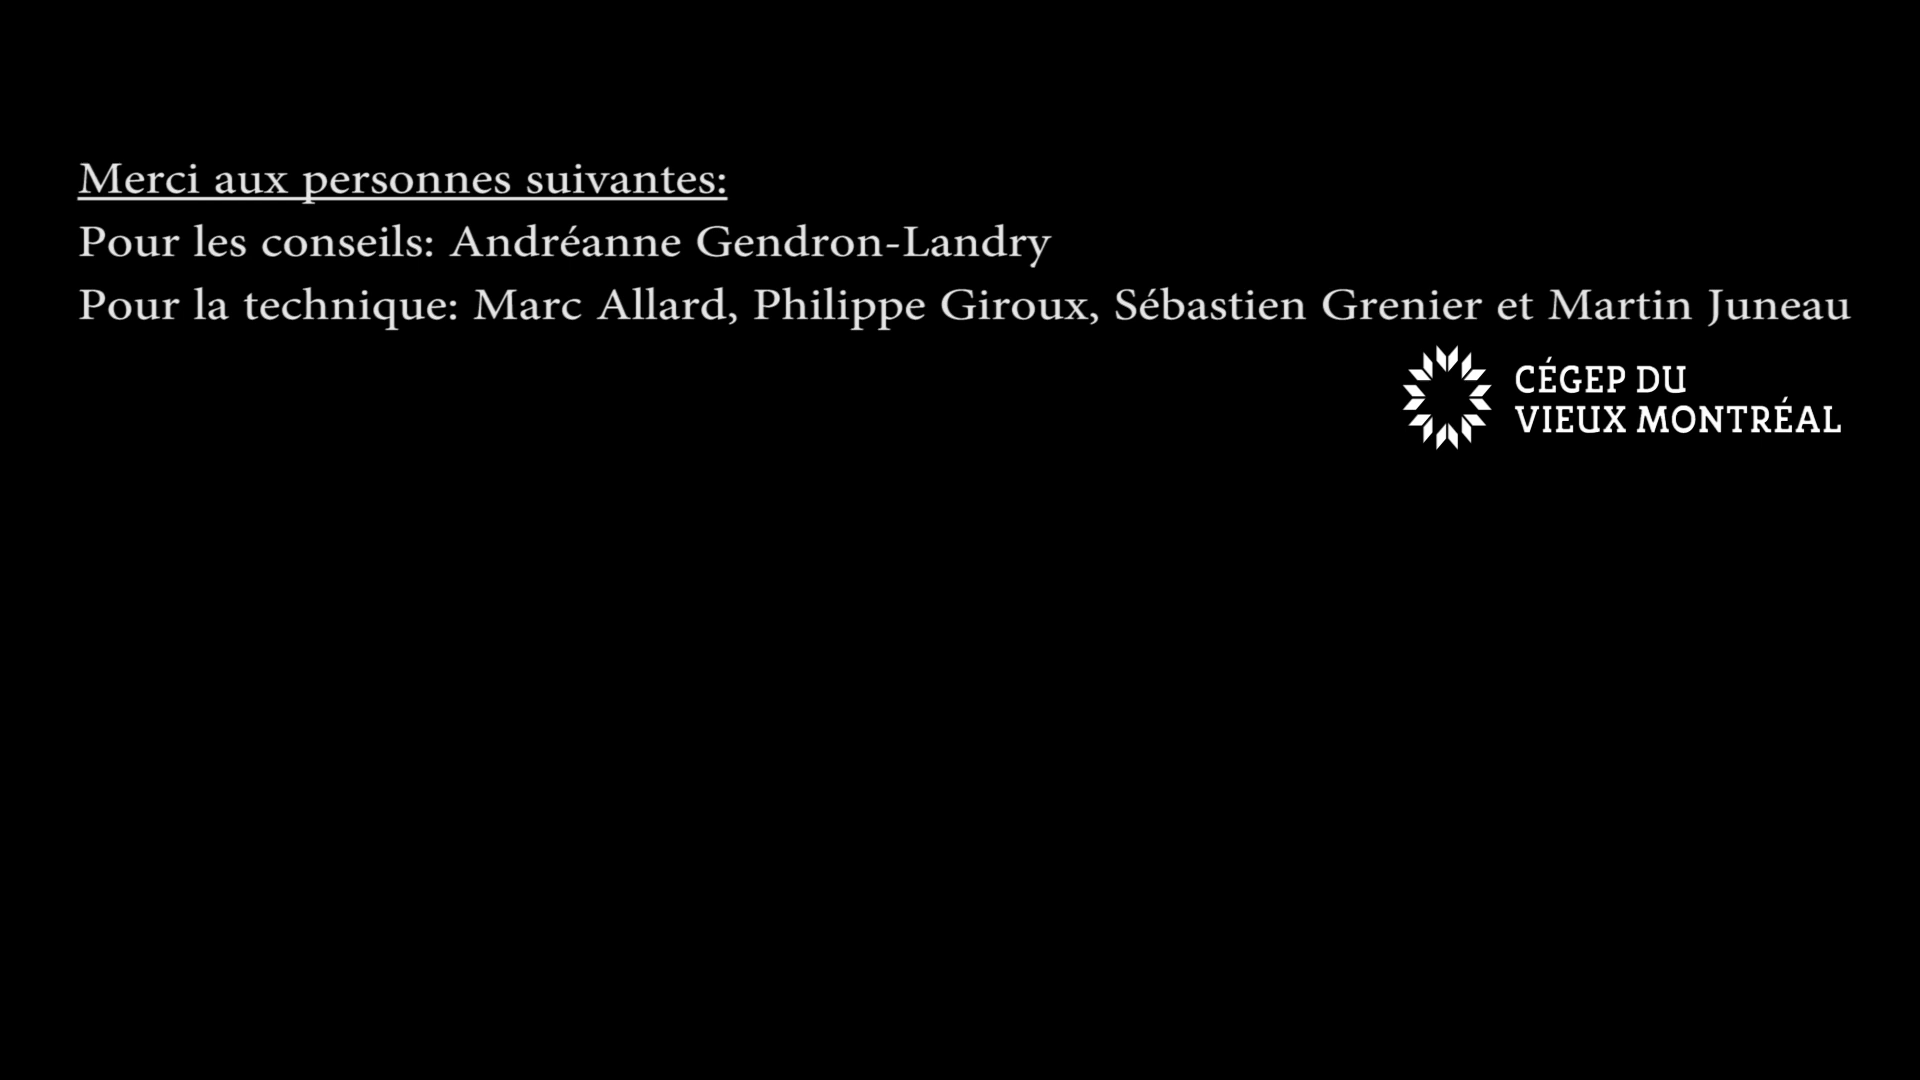 Merci aux personnes suivantes:
Pour les conseils: Andréanne Gendron-Landry
Pour la technique: Marc Allard, Philippe Giroux, Sébastien Grenier et Martin Juneau
CÉGEP DU
VIEUX MONTRÉAL